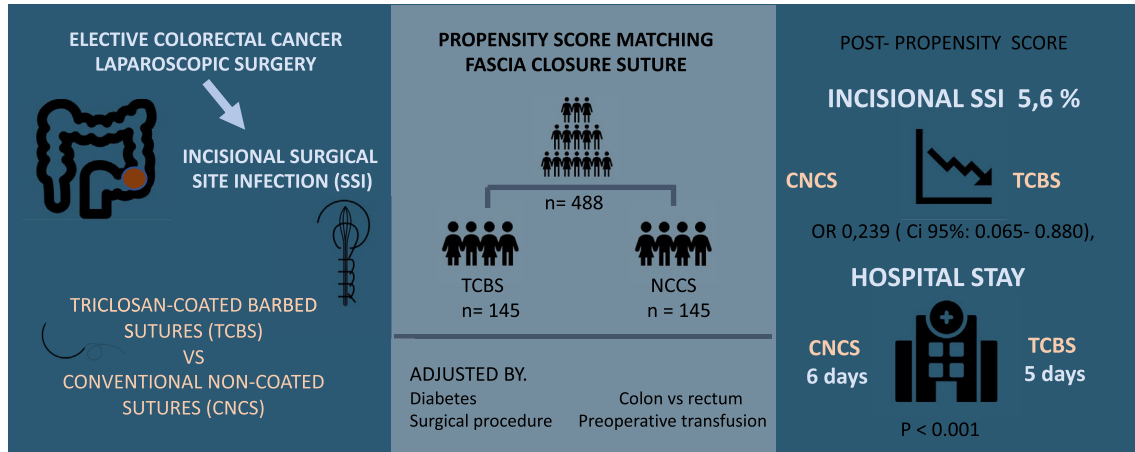 ELECTIVE COLORECTAL CANCER
LAPAROSCOPIC SURGERY
INCISIONAL SURGICAL
SITE INFECTION (SSI)
TRICLOSAN-COATED BARBED
SUTURES (TCBS)
VS
CONVENTIONAL NON-COATED
SUTURES (CNCS)
PROPENSITY SCORE MATCHING
FASCIA CLOSURE SUTURE
n= 488
TCBS
n= 145
NCCS
n = 145
ADJUSTED BY.
Diabetes
Surgical procedure
Colon vs rectum
Preoperative transfusion
POST- PROPENSITY SCORE
INCISIONAL SSI 5,6 %
CNCS
TCBS
OR 0,239 ( Ci 95%: 0.065- 0.880),
HOSPITAL STAY
CNCS
6 days
TCBS
5 days
P < 0.001